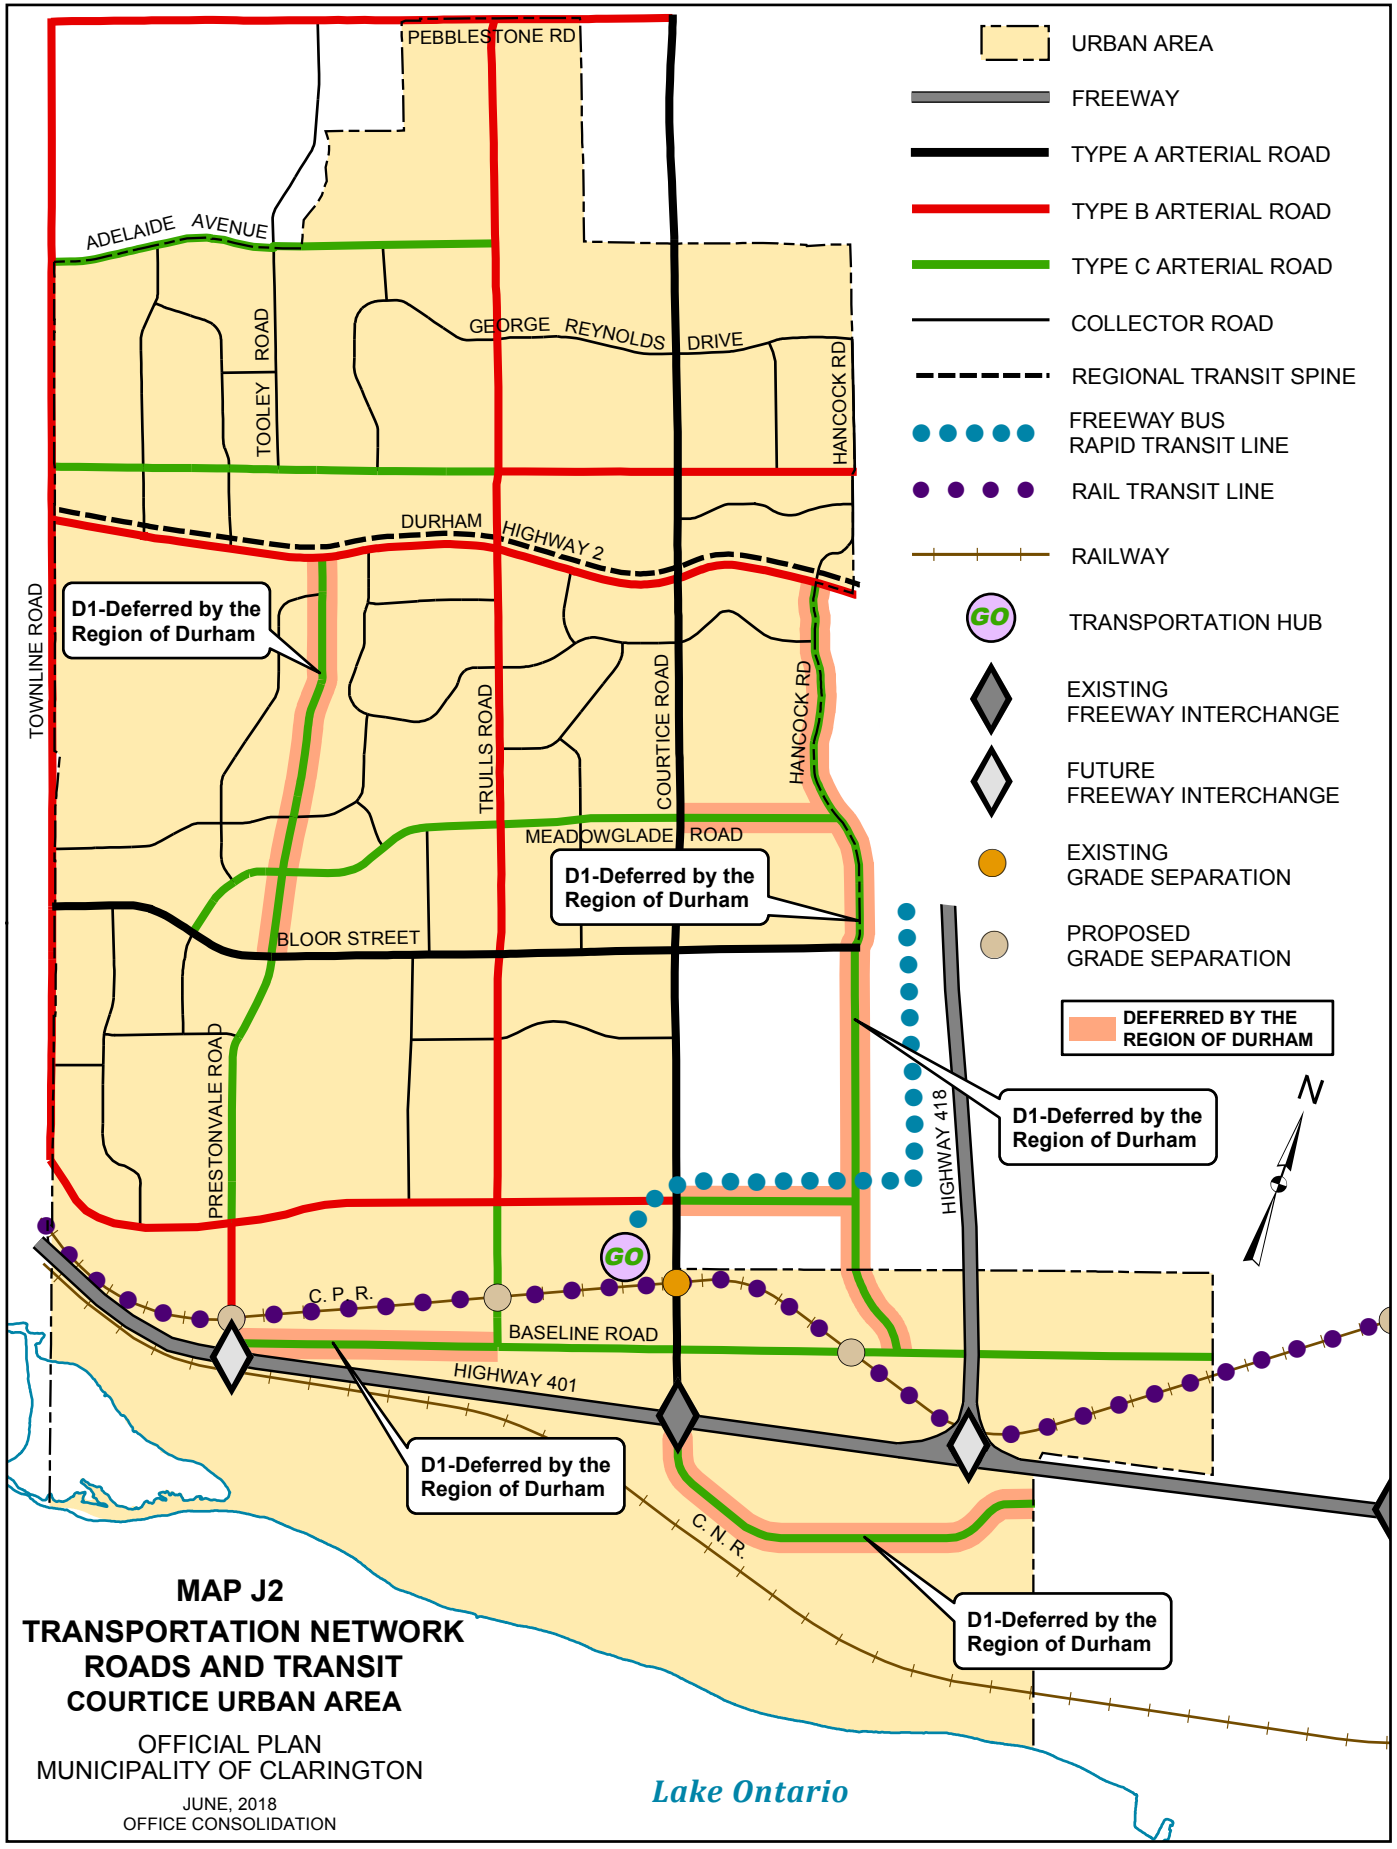 PEBBLESTONE RD
ADELAIDE AVENUE
TOOLEY ROAD
GEORGE REYNOLDS DRIVE
HANCOCK RD
DURHAM HIGHWAY 2
D1-Deferred by the
Region of Durham
TOWNLINE ROAD
TRULLS ROAD
COURTICE ROAD
HANCOCK RD
MEADOWGLADE ROAD
D1-Deferred by the
Region of Durham
BLOOR STREET
PRESTONVALE ROAD
HIGHWAY 418
D1-Deferred by the
Region of Durham
GO
C. P. R.
BASELINE ROAD
HIGHWAY 401
D1-Deferred by the
Region of Durham
C. N. R.
D1-Deferred by the
Region of Durham
URBAN AREA
FREEWAY
TYPE A ARTERIAL ROAD
TYPE B ARTERIAL ROAD
TYPE C ARTERIAL ROAD
COLLECTOR ROAD
REGIONAL TRANSIT SPINE
FREEWAY BUS
RAPID TRANSIT LINE
RAIL TRANSIT LINE
RAILWAY
GO
TRANSPORTATION HUB
EXISTING
FREEWAY INTERCHANGE
FUTURE
FREEWAY INTERCHANGE
EXISTING
GRADE SEPARATION
PROPOSED
GRADE SEPARATION
DEFERRED BY THE
REGION OF DURHAM
N
MAP J2
TRANSPORTATION NETWORK
ROADS AND TRANSIT
COURTICE URBAN AREA
OFFICIAL PLAN
MUNICIPALITY OF CLARINGTON
JUNE, 2018
OFFICE CONSOLIDATION
Lake Ontario